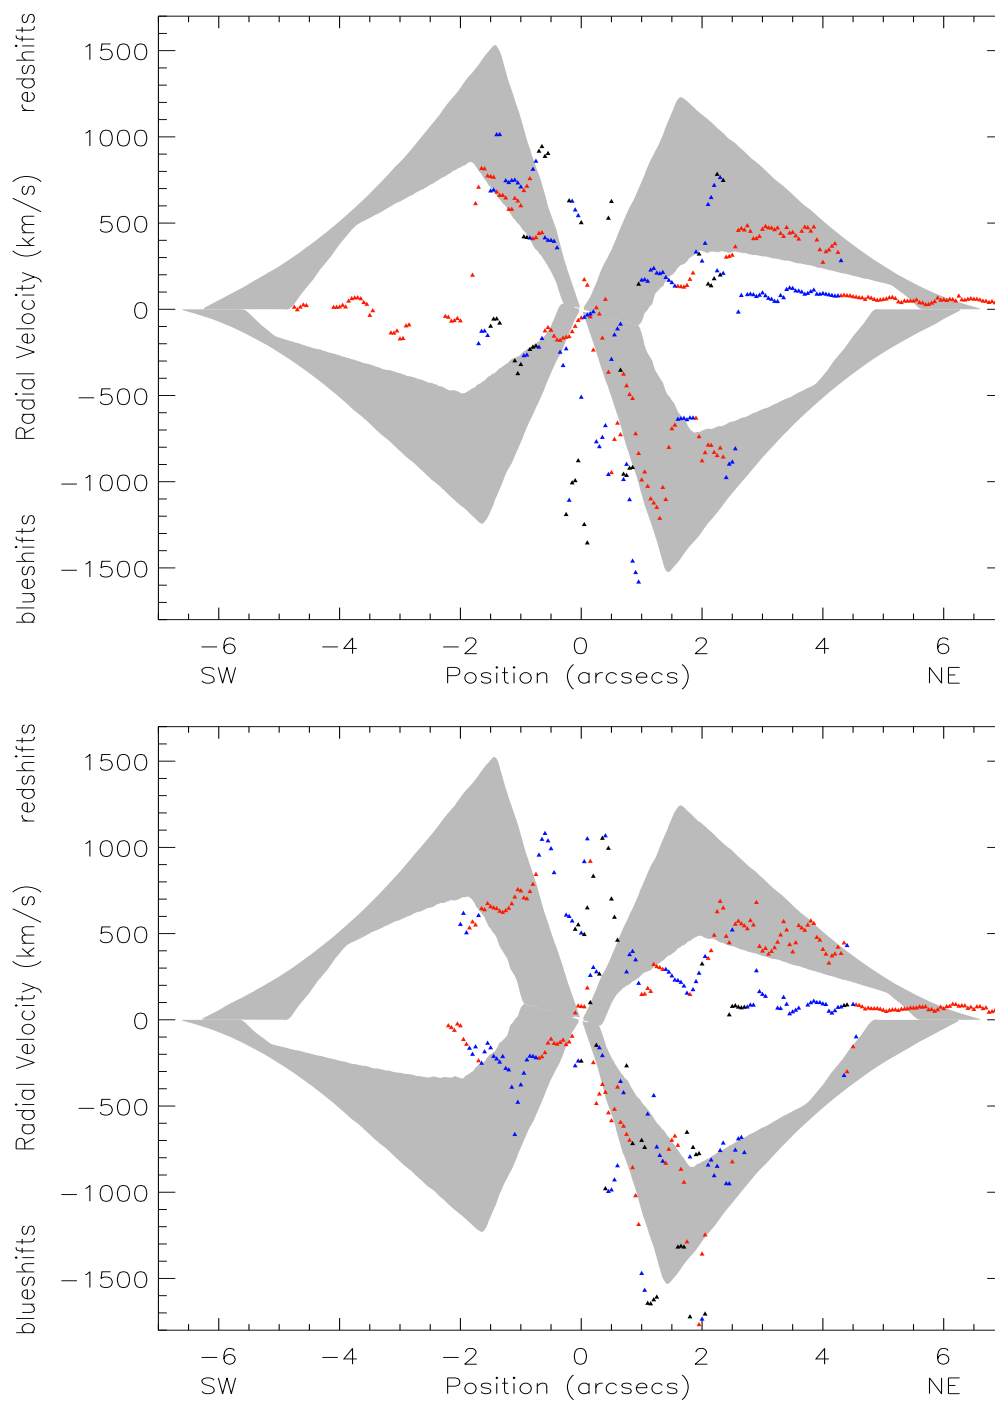 redshifts
Radial Velocity (km/s)
blueshifts
1500
1000
500
0
−500
−1000
−1500
−6 −4 −2 0 2 4 6
SW Position (arcsecs) NE
redshifts
Radial Velocity (km/s)
blueshifts
1500
1000
500
0
−500
−1000
−1500
−6 −4 −2 0 2 4 6
SW Position (arcsecs) NE